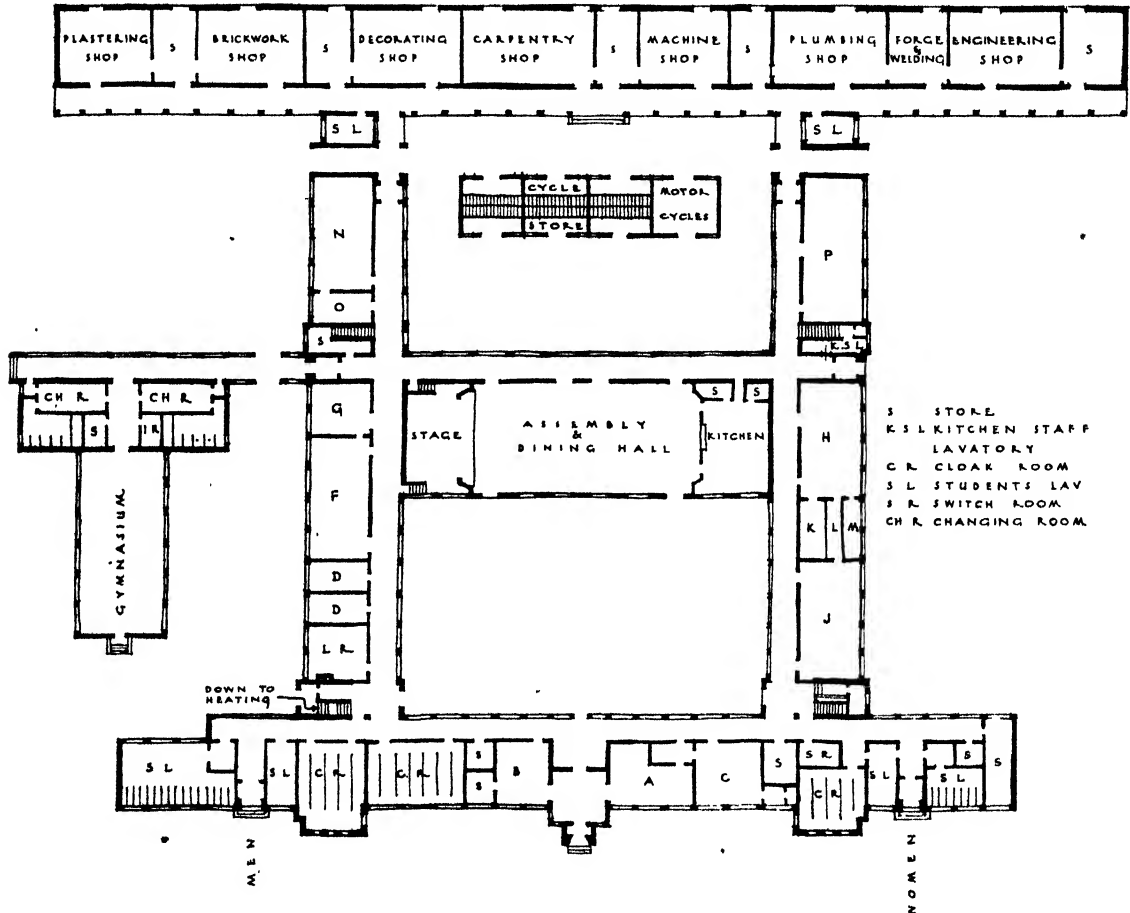 PLASTERING SHOP
S
BRICKWORK SHOP
S
DECORATING SHOP
CARPENTRY SHOP
S
MACHINE SHOP
S
PLUMBING SHOP
FORGE & WELDING
ENGINEERING SHOP
S
S L
S L
CYCLE STORE
MOTOR CYCLES
N
O
S
P
K S L
CH R
CH R
S
I R
GYMNASIUM
G
F
D
D
L R
STAGE
ASSEMBLY & DINING HALL
S
S
KITCHEN
H
K
L
M
J
S STORE
K S L KITCHEN STAFF
LAVATORY
C R CLOAK ROOM
S L STUDENTS LAV
S R SWITCH ROOM
CH R CHANGING ROOM
DOWN TO
HEATING
S L
S L
C R
C R
S
S
B
A
C
S
S R
C R
S L
S
S L
S
MEN
WOMEN